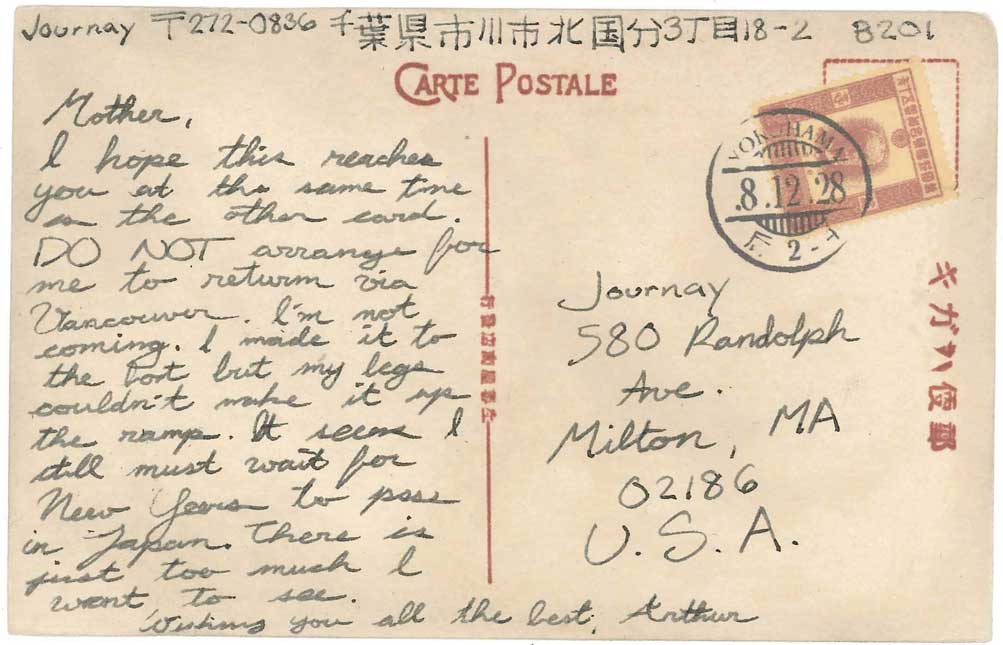 Journay 〒272-0836 千葉県市川市北国分3丁目18-2 B201
CARTE POSTALE
Mother,
I hope this reaches
you at the same time
as the other card.
DO NOT arrange for
me to return via
Vancouver. I'm not
coming. I made it to
the Port but my legs
couldn't make it up
the ramp. It seems I
still must wait for
New Years to pass
in Japan. There is
just too much I
want to see.
Wishing you all the best, Arthur
YOKOHAMA
8.12.28
2
Journay
580 Randolph
Ave.
Milton, MA
02186
U.S.A.
キガハ便郵